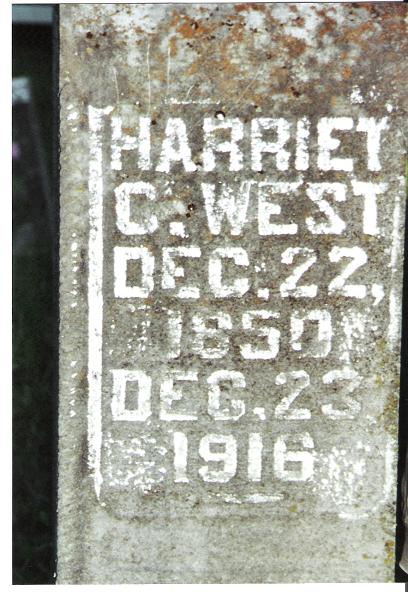 HARRIET
C. WEST
DEC. 22,
1850
DEC. 23
1916